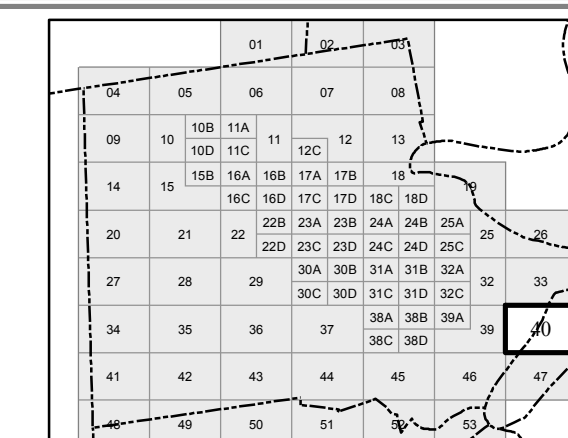 01 02 03
04 05 06 07 08
10B 11A
09 10 11 12 13
10D 11C 12C
15B 16A 16B 17A 17B 18
14 15 19
16C 16D 17C 17D 18C 18D
22B 23A 23B 24A 24B 25A
20 21 22 25 26
22D 23C 23D 24C 24D 25C
30A 30B 31A 31B 32A
27 28 29 32 33
30C 30D 31C 31D 32C
38A 38B 39A
34 35 36 37 39 40
38C 38D
41 42 43 44 45 46 47
48 49 50 51 52 53